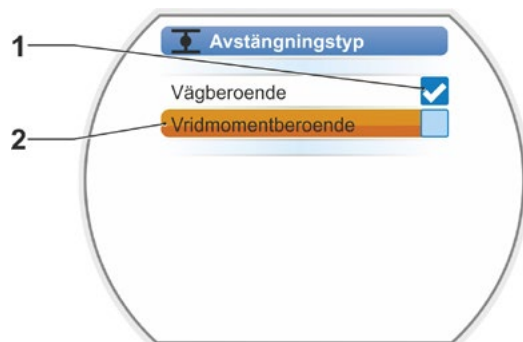 Avstängningstyp
1
Vägberoende
2
Vridmomentberoende